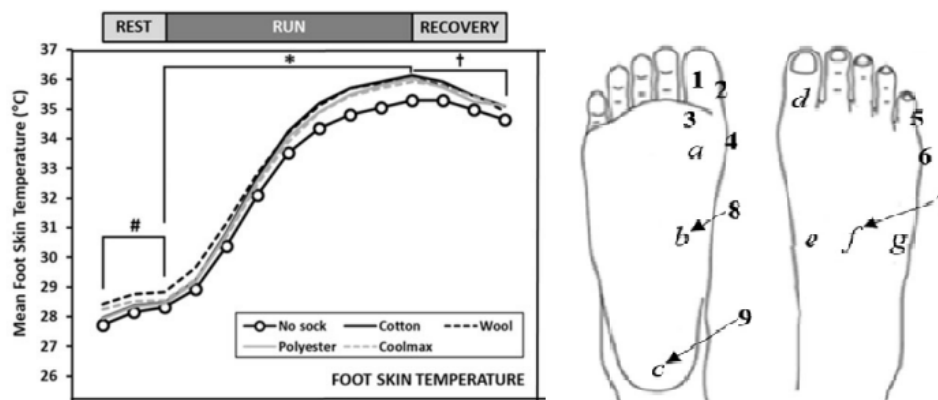 REST RUN RECOVERY
Mean Foot Skin Temperature (°C)
37
36
35
34
33
32
31
30
29
28
27
26
#
*
†
No sock Cotton Wool
Polyester Coolmax
FOOT SKIN TEMPERATURE
1
2
3
4
a
8
b
9
c
d
5
6
e f g